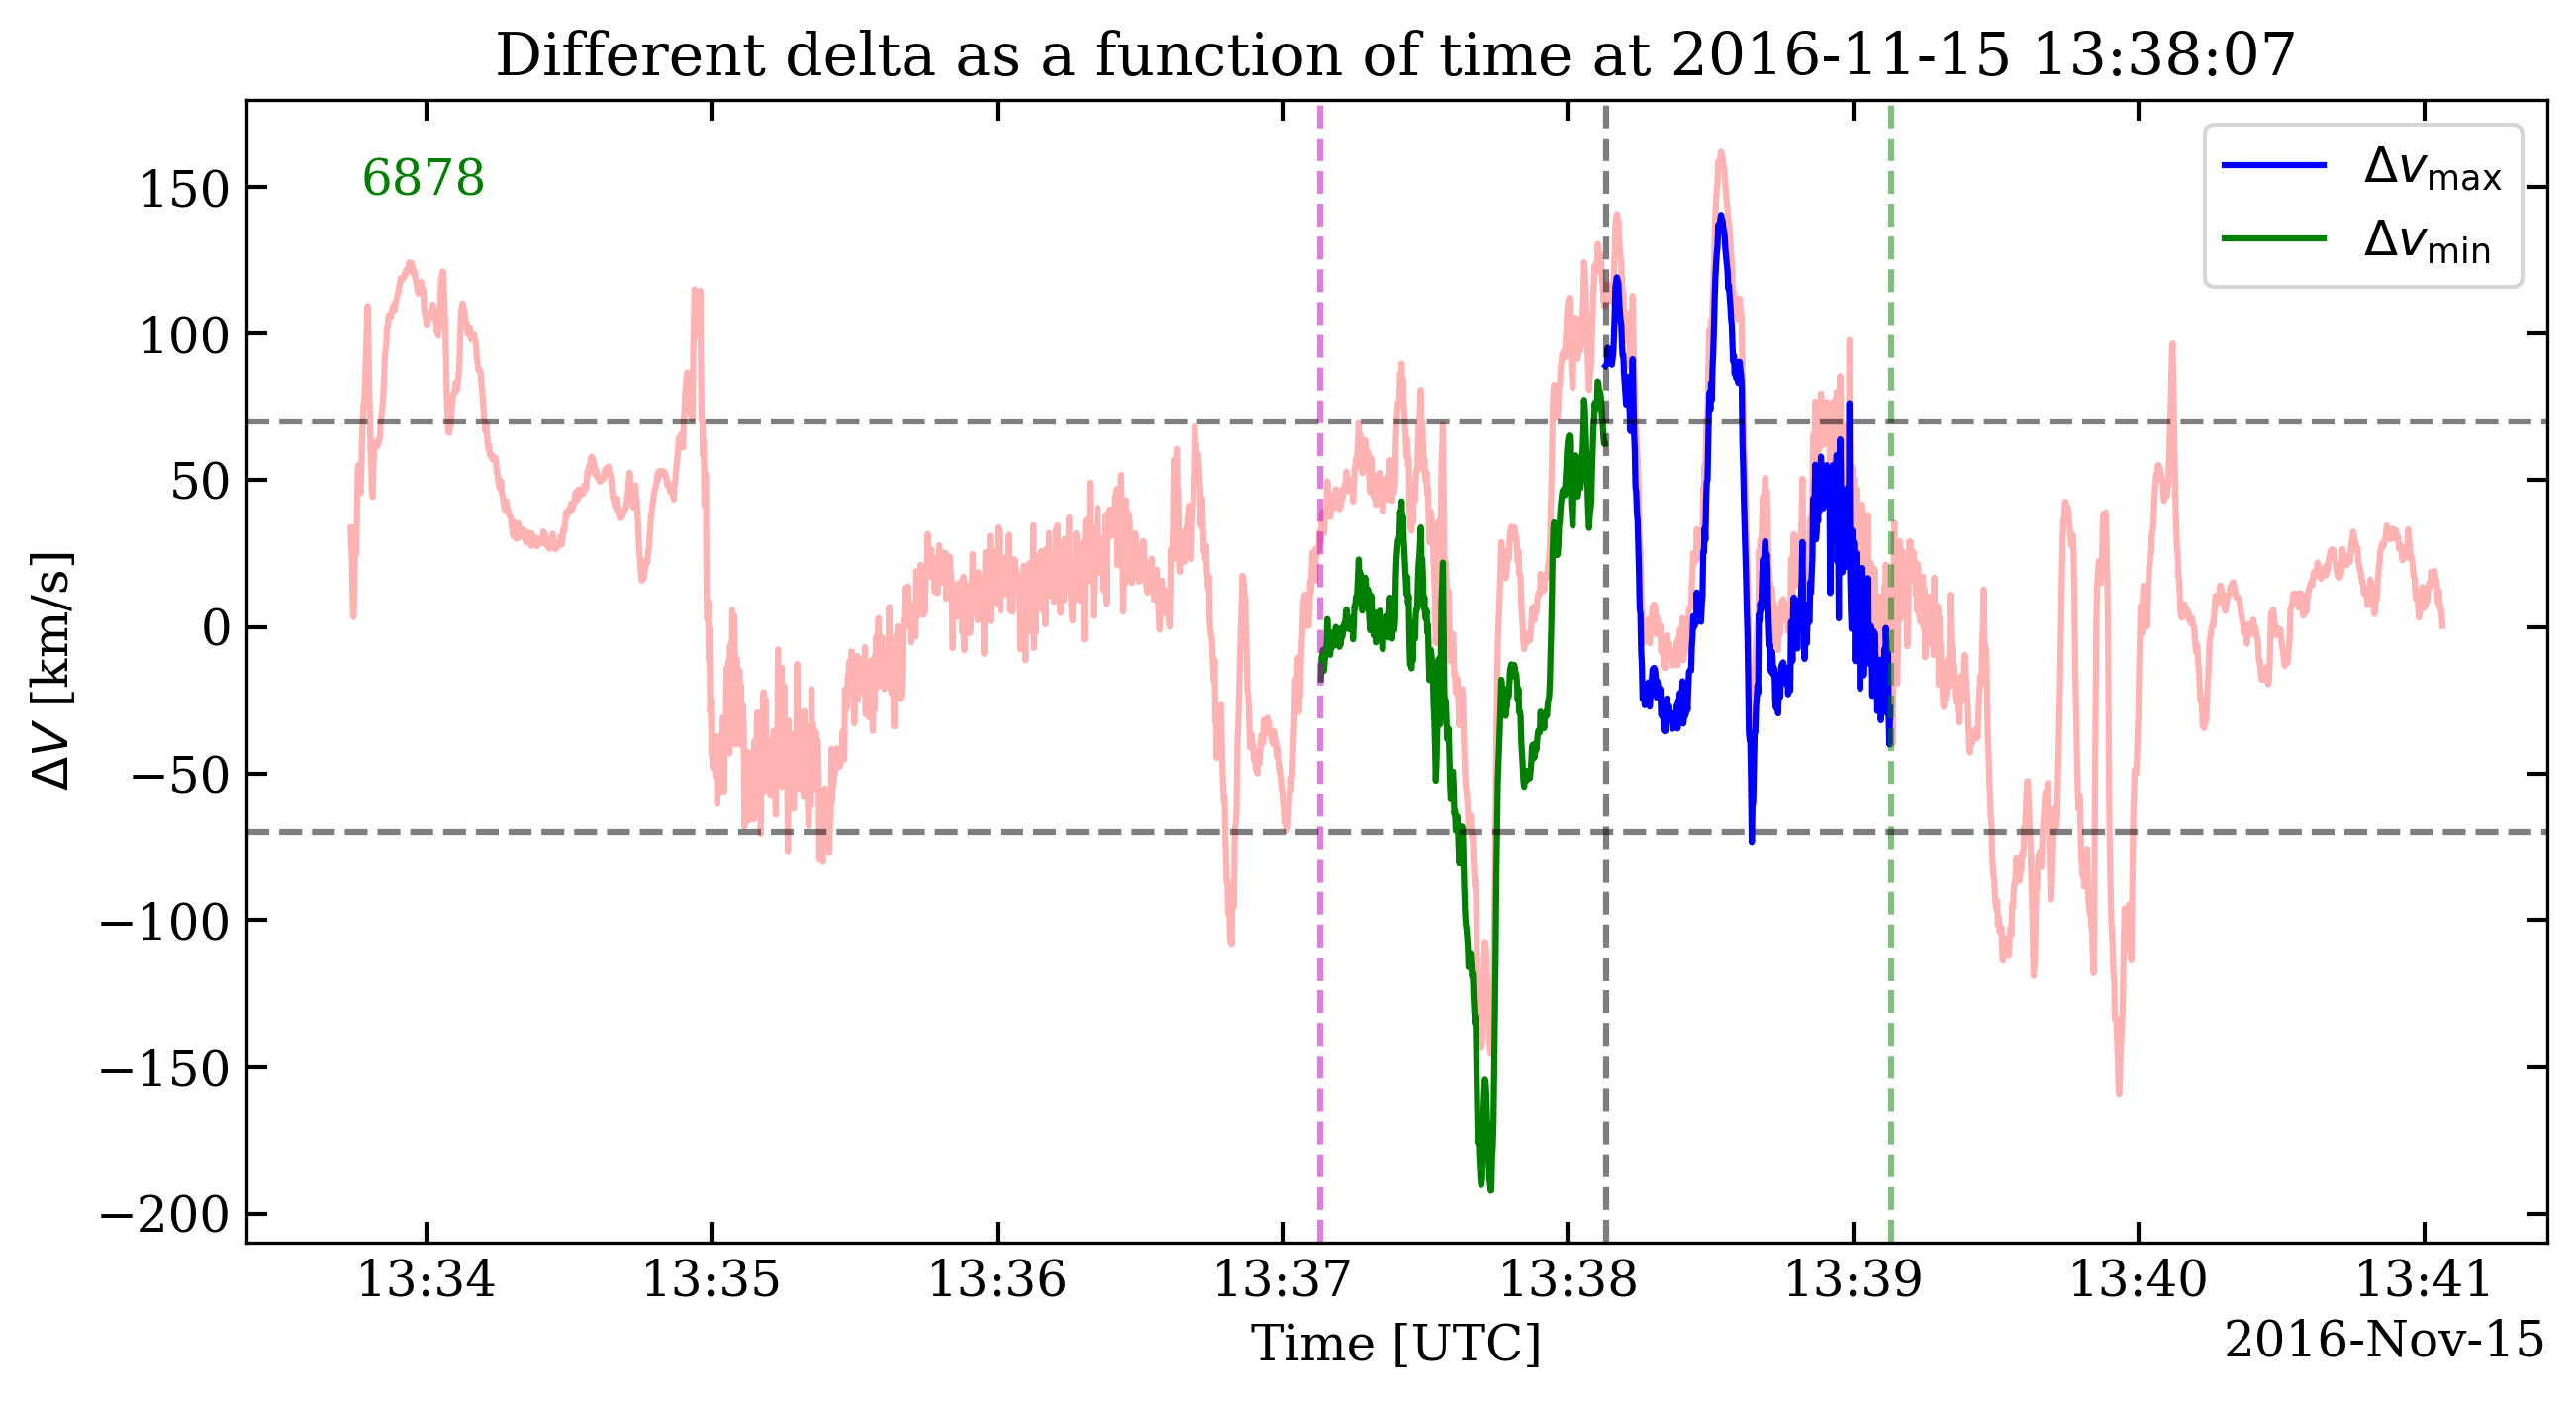 Different delta as a function of time at 2016-11-15 13:38:07
6878
Δv_max
Δv_min
150
100
50
0
−50
−100
−150
−200
ΔV [km/s]
13:34 13:35 13:36 13:37 13:38 13:39 13:40 13:41
Time [UTC]
2016-Nov-15